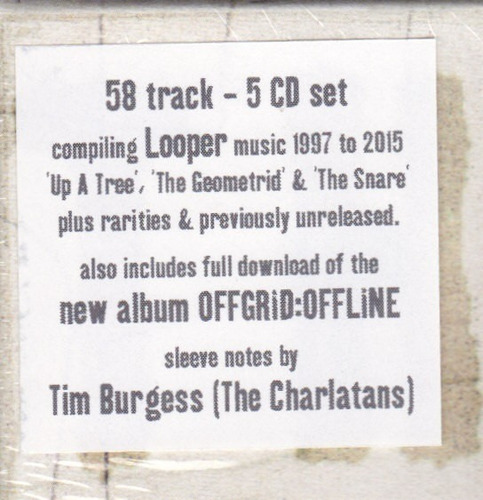 58 track - 5 CD set
compiling Looper music 1997 to 2015
'Up A Tree', 'The Geometrid' & 'The Snare'
plus rarities & previously unreleased.
also includes full download of the
new album OFFGRiD:OFFLiNE
sleeve notes by
Tim Burgess (The Charlatans)